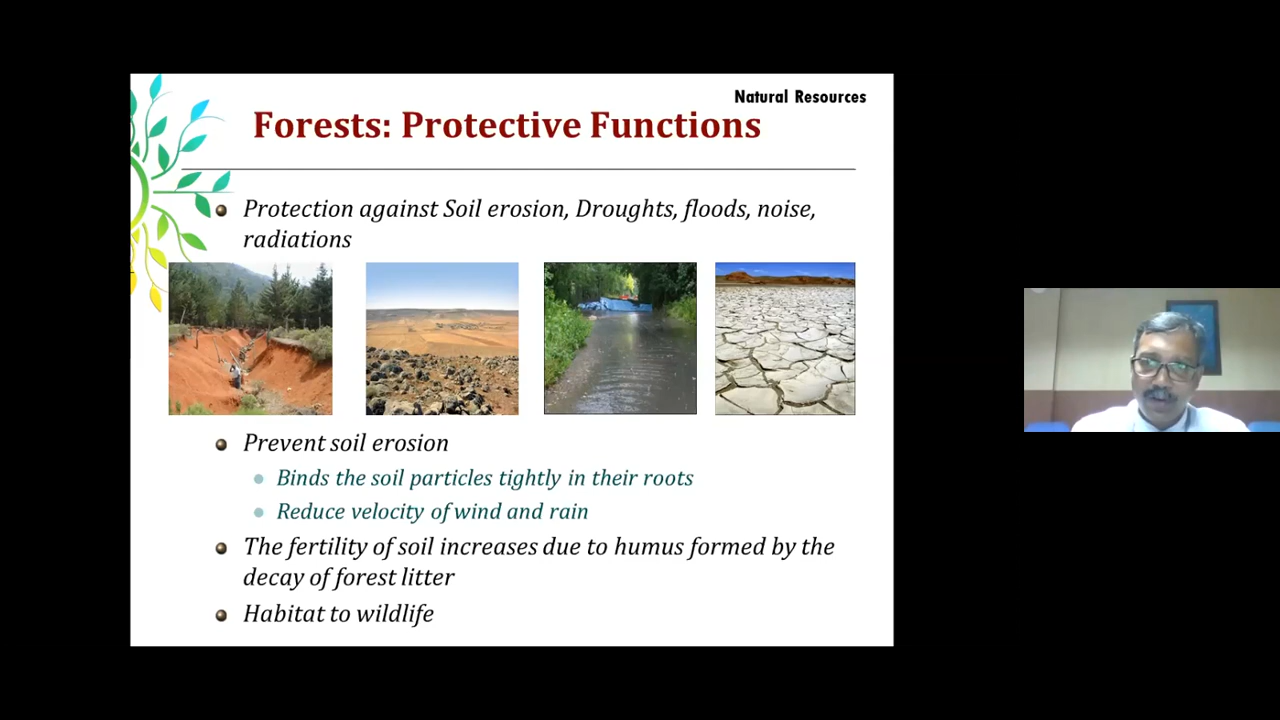 Natural Resources
Forests: Protective Functions
Protection against Soil erosion, Droughts, floods, noise,
radiations
Prevent soil erosion
Binds the soil particles tightly in their roots
Reduce velocity of wind and rain
The fertility of soil increases due to humus formed by the
decay of forest litter
Habitat to wildlife